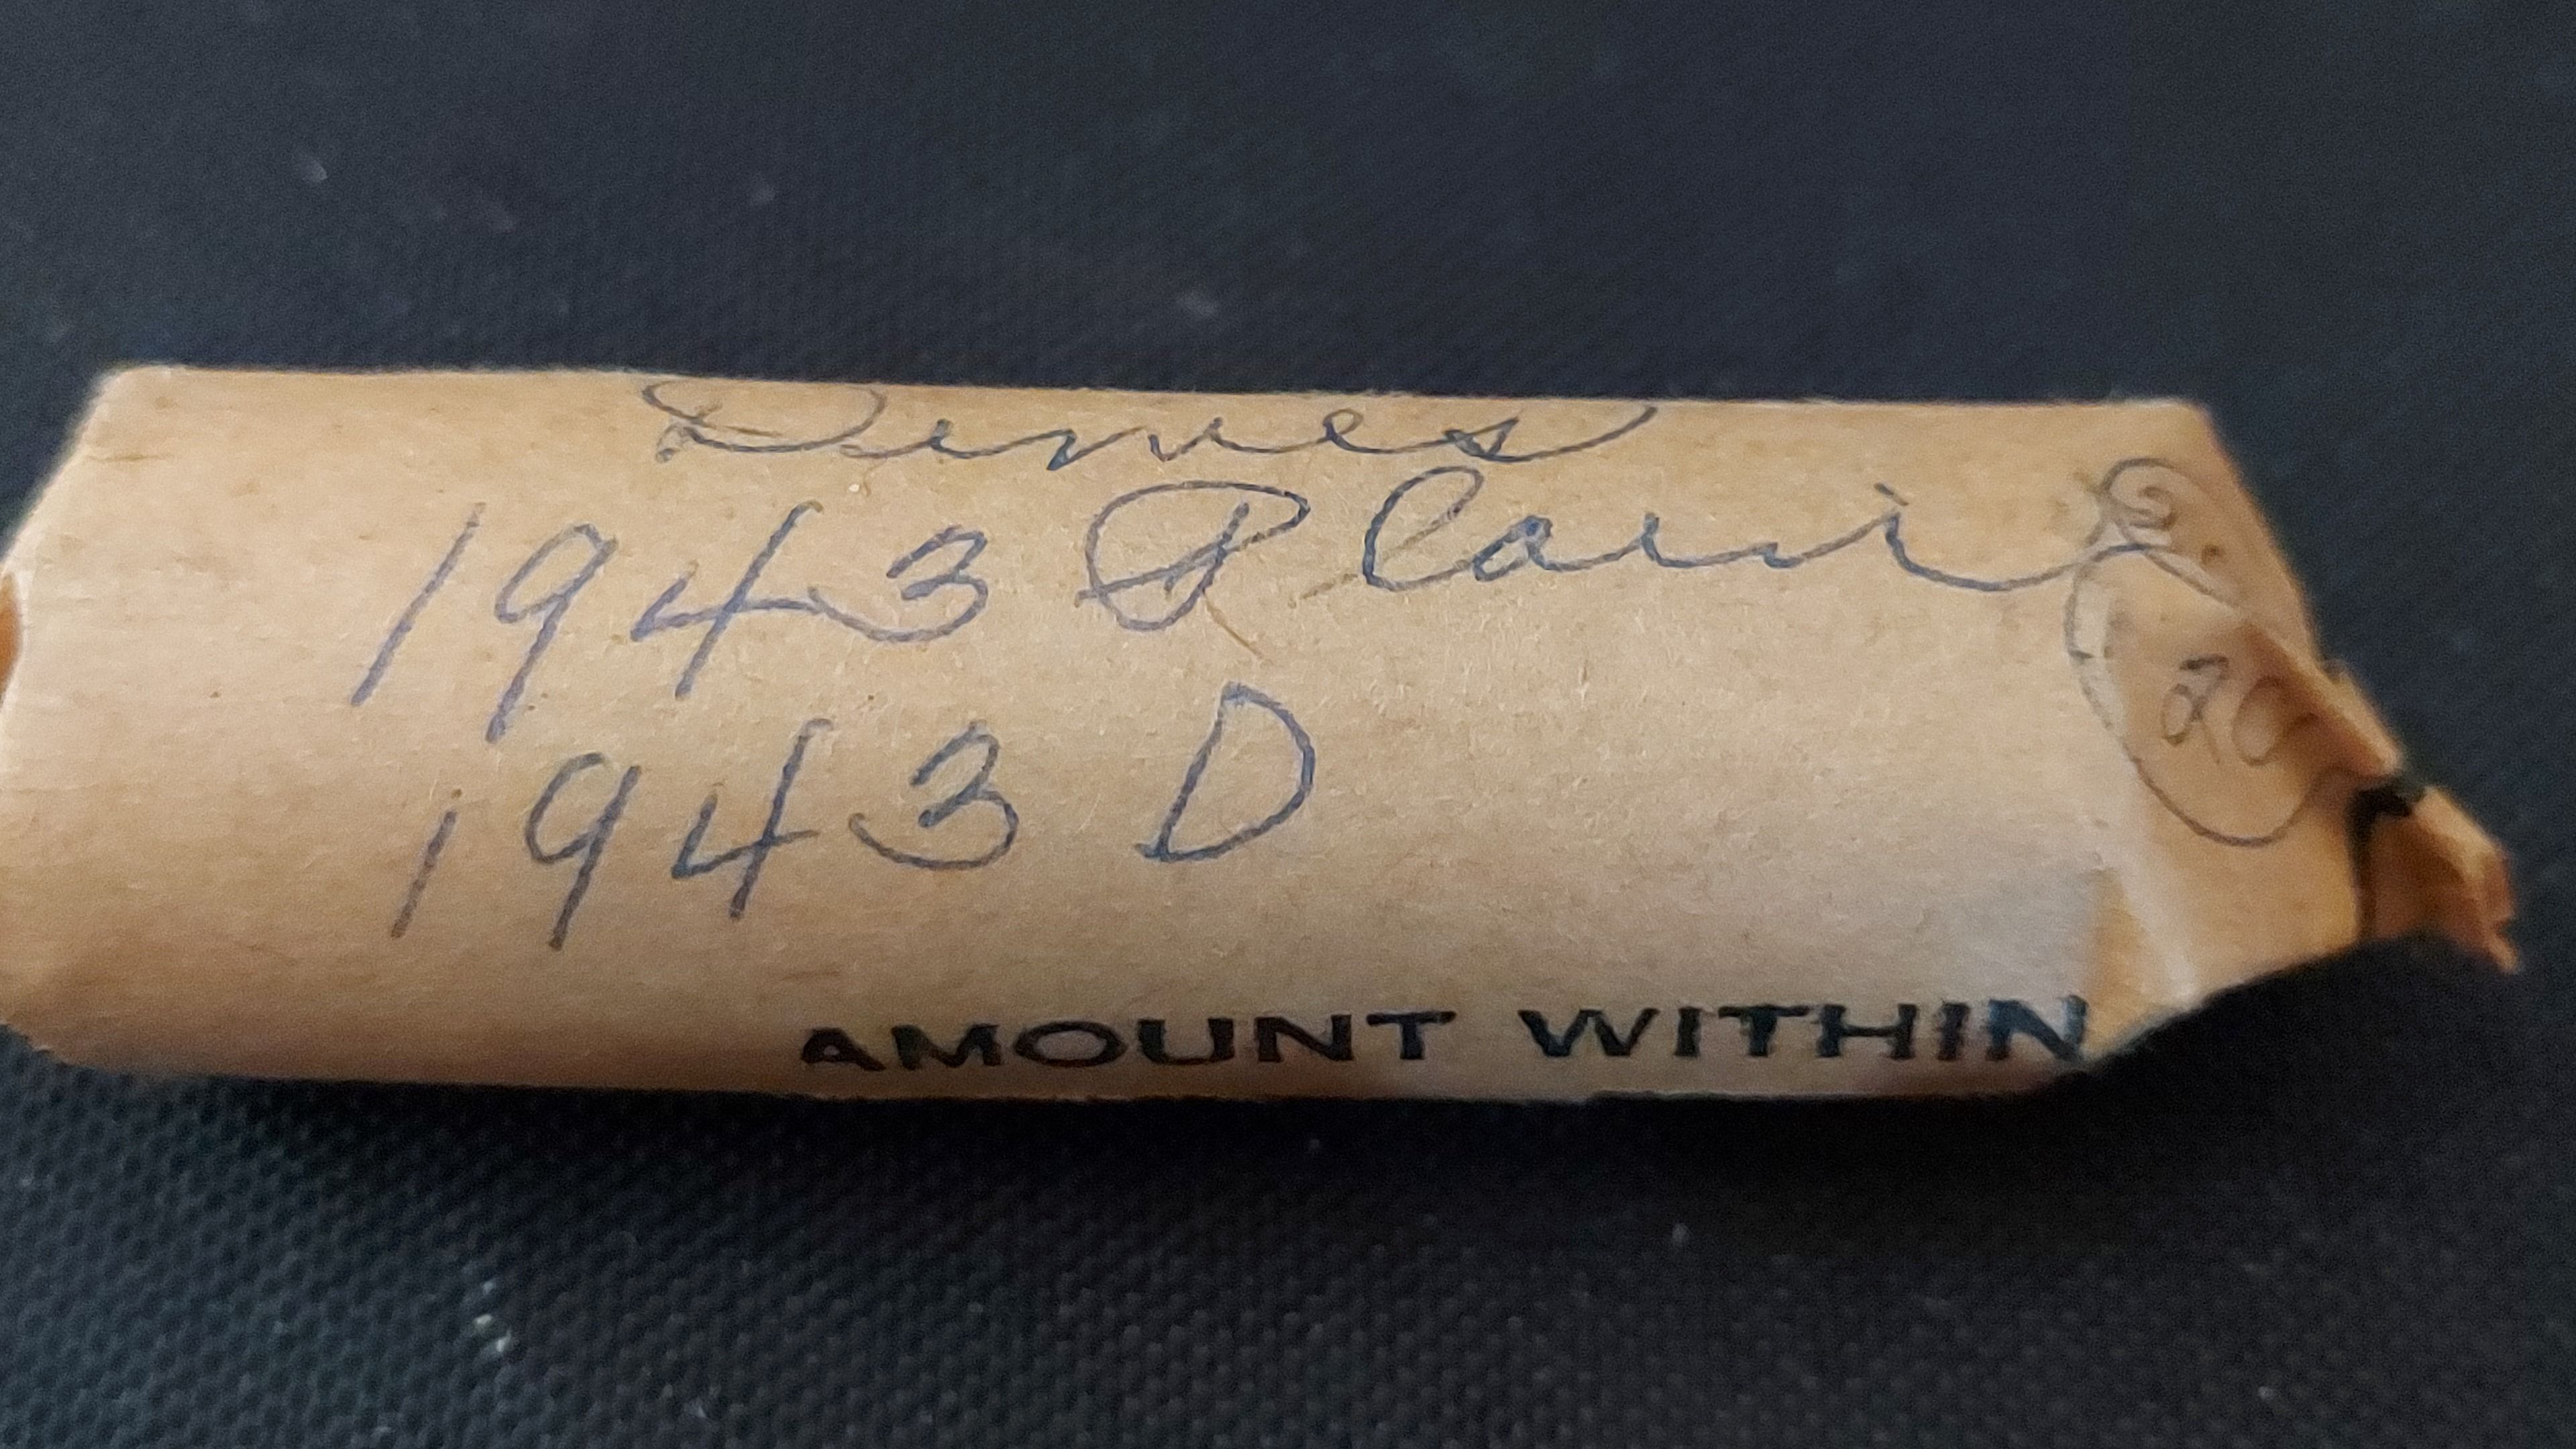 Dimes
1943 Plain
1943 D
AMOUNT WITHIN